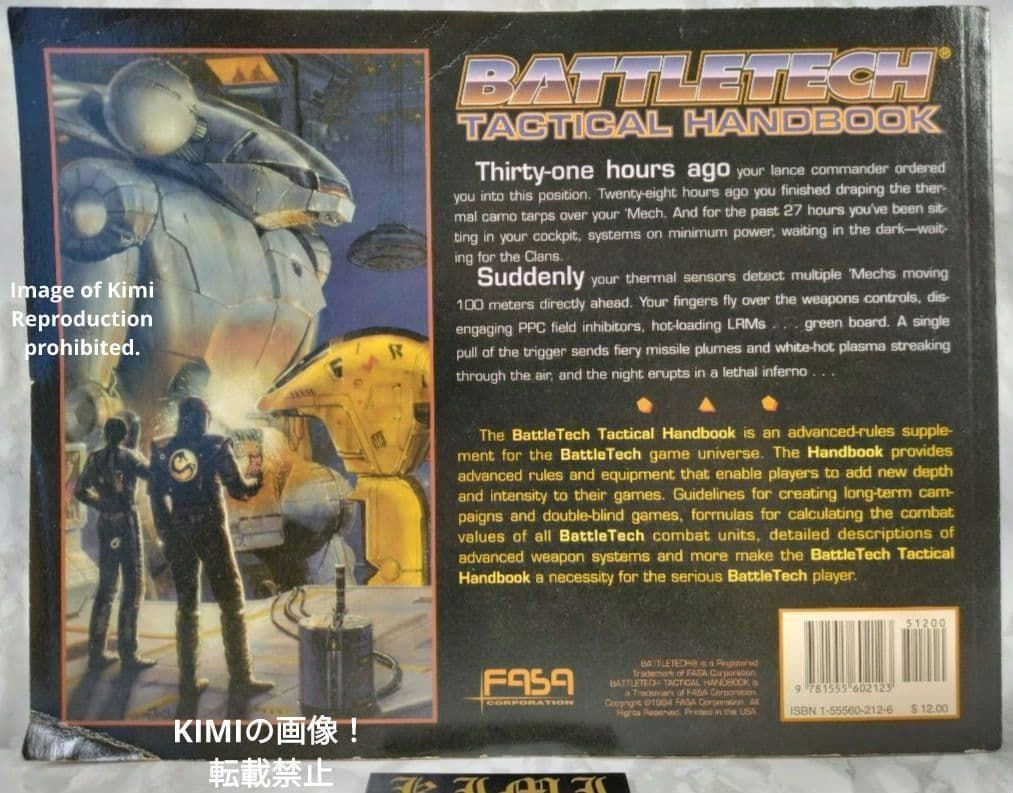 BATTLETECH®
TACTICAL HANDBOOK
Thirty-one hours ago your lance commander ordered
you into this position. Twenty-eight hours ago you finished draping the ther-
mal camo tarps over your 'Mech. And for the past 27 hours you've been sit-
ting in your cockpit, systems on minimum power, waiting in the dark—wait-
ing for the Clans.
Suddenly your thermal sensors detect multiple 'Mechs moving
100 meters directly ahead. Your fingers fly over the weapons controls, dis-
engaging PPC field inhibitors, hot-loading LRMs . . . green board. A single
pull of the trigger sends fiery missile plumes and white-hot plasma streaking
through the air, and the night erupts in a lethal inferno . . .
The BattleTech Tactical Handbook is an advanced-rules supple-
ment for the BattleTech game universe. The Handbook provides
advanced rules and equipment that enable players to add new depth
and intensity to their games. Guidelines for creating long-term cam-
paigns and double-blind games, formulas for calculating the combat
values of all BattleTech combat units, detailed descriptions of
advanced weapon systems and more make the BattleTech Tactical
Handbook a necessity for the serious BattleTech player.
FASA
CORPORATION
BATTLETECH® is a Registered
Trademark of FASA Corporation.
BATTLETECH TACTICAL HANDBOOK is
a Trademark of FASA Corporation.
Copyright ©1994 FASA Corporation. All
Rights Reserved. Printed in the USA.
51200
9 781555 602123
ISBN 1-55560-212-6 $ 12.00
Image of Kimi
Reproduction
prohibited.
KIMIの画像！
転載禁止
KIMI